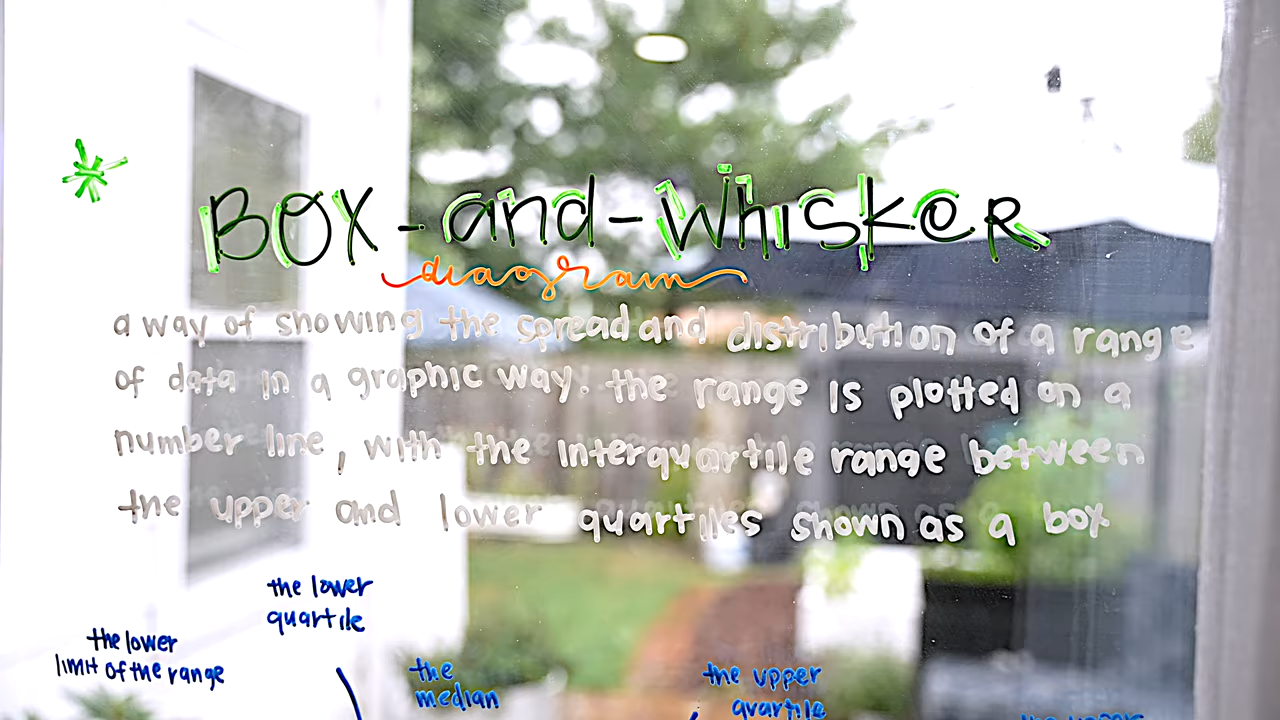 * BOX-and-WhiSKER
diagram
a way of showing the spread and distribution of a range
of data in a graphic way. the range is plotted on a
number line, with the interquartile range between
the upper and lower quartiles shown as a box
the lower
quartile
the lower
limit of the range
the
median
the upper
quartile
the upper